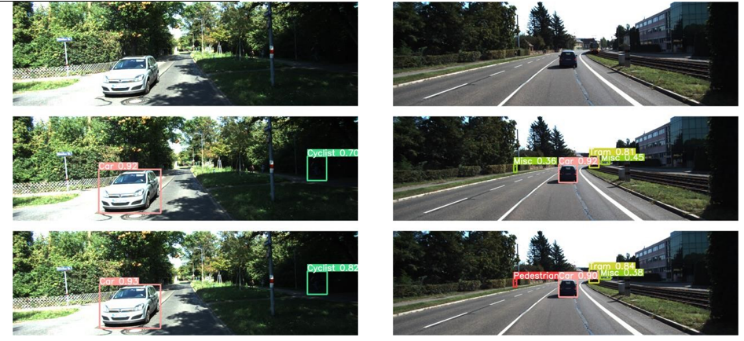 Car 0.92
Cyclist 0.70
Misc 0.36
Car 0.92
Tram 0.81
Misc 0.45
Car 0.93
Cyclist 0.82
Pedestrian
Car 0.90
Tram 0.84
Misc 0.38